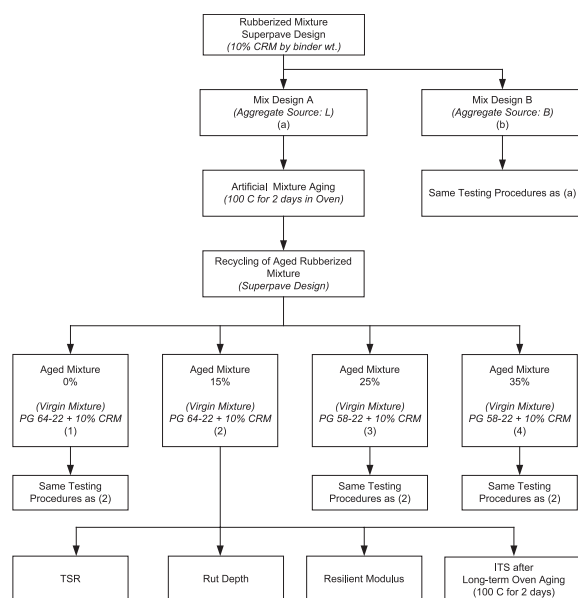 Rubberized Mixture
Superpave Design
(10% CRM by binder wt.)
Mix Design A
(Aggregate Source: L)
(a)
Mix Design B
(Aggregate Source: B)
(b)
Artificial Mixture Aging
(100 C for 2 days in Oven)
Same Testing Procedures as (a)
Recycling of Aged Rubberized
Mixture
(Superpave Design)
Aged Mixture
0%
(Virgin Mixture)
PG 64-22 + 10% CRM
(1)
Aged Mixture
15%
(Virgin Mixture)
PG 64-22 + 10% CRM
(2)
Aged Mixture
25%
(Virgin Mixture)
PG 58-22 + 10% CRM
(3)
Aged Mixture
35%
(Virgin Mixture)
PG 58-22 + 10% CRM
(4)
Same Testing
Procedures as (2)
Same Testing
Procedures as (2)
Same Testing
Procedures as (2)
TSR
Rut Depth
Resilient Modulus
ITS after
Long-term Oven Aging
(100 C for 2 days)